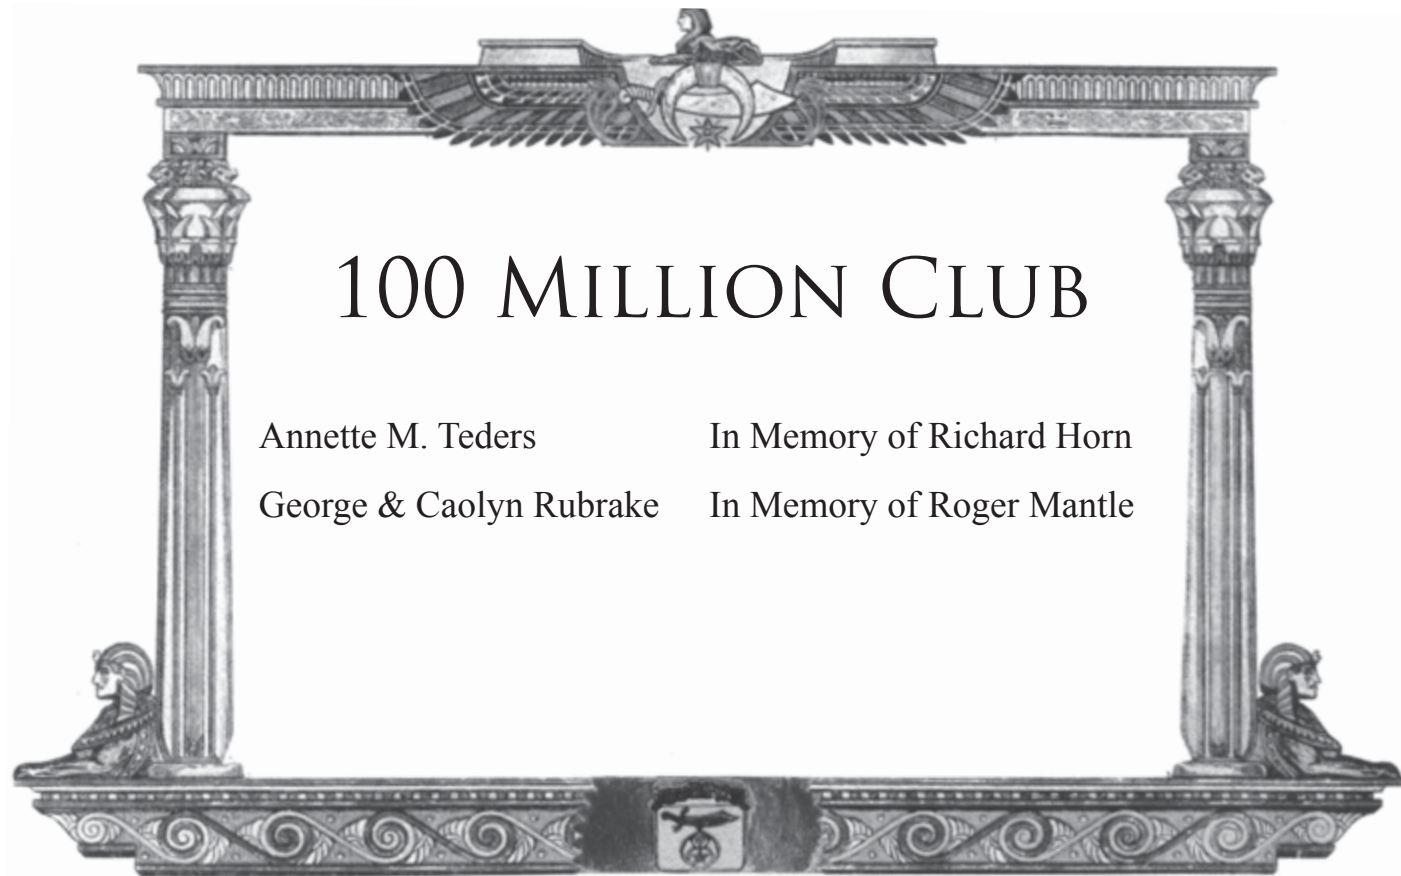 100 Million Club
Annette M. Teders In Memory of Richard Horn
George & Caolyn Rubrake In Memory of Roger Mantle